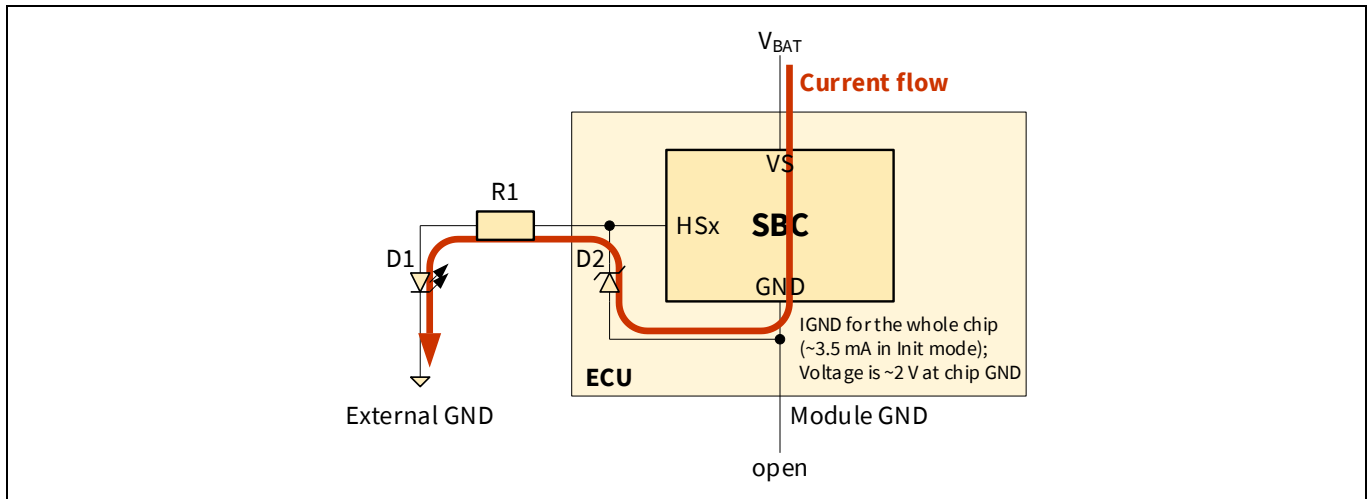 VBAT
Current flow
VS
R1
HSx
SBC
D1
D2
GND
IGND for the whole chip
(~3.5 mA in Init mode);
Voltage is ~2 V at chip GND
ECU
External GND
Module GND
open